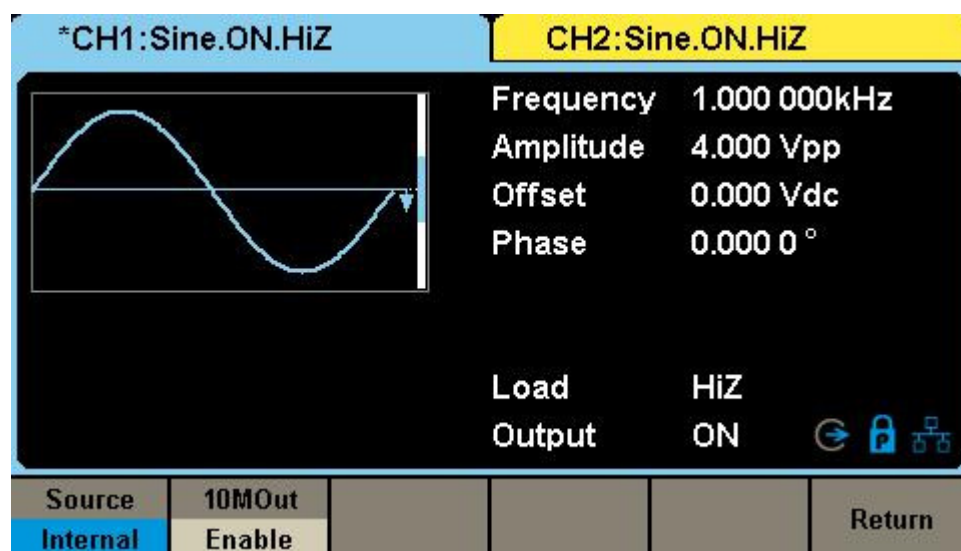 *CH1:Sine.ON.HiZ
CH2:Sine.ON.HiZ
Frequency 1.000 000kHz
Amplitude 4.000 Vpp
Offset 0.000 Vdc
Phase 0.000 0 °
Load HiZ
Output ON P
Source 10MOut
Internal Enable
Return